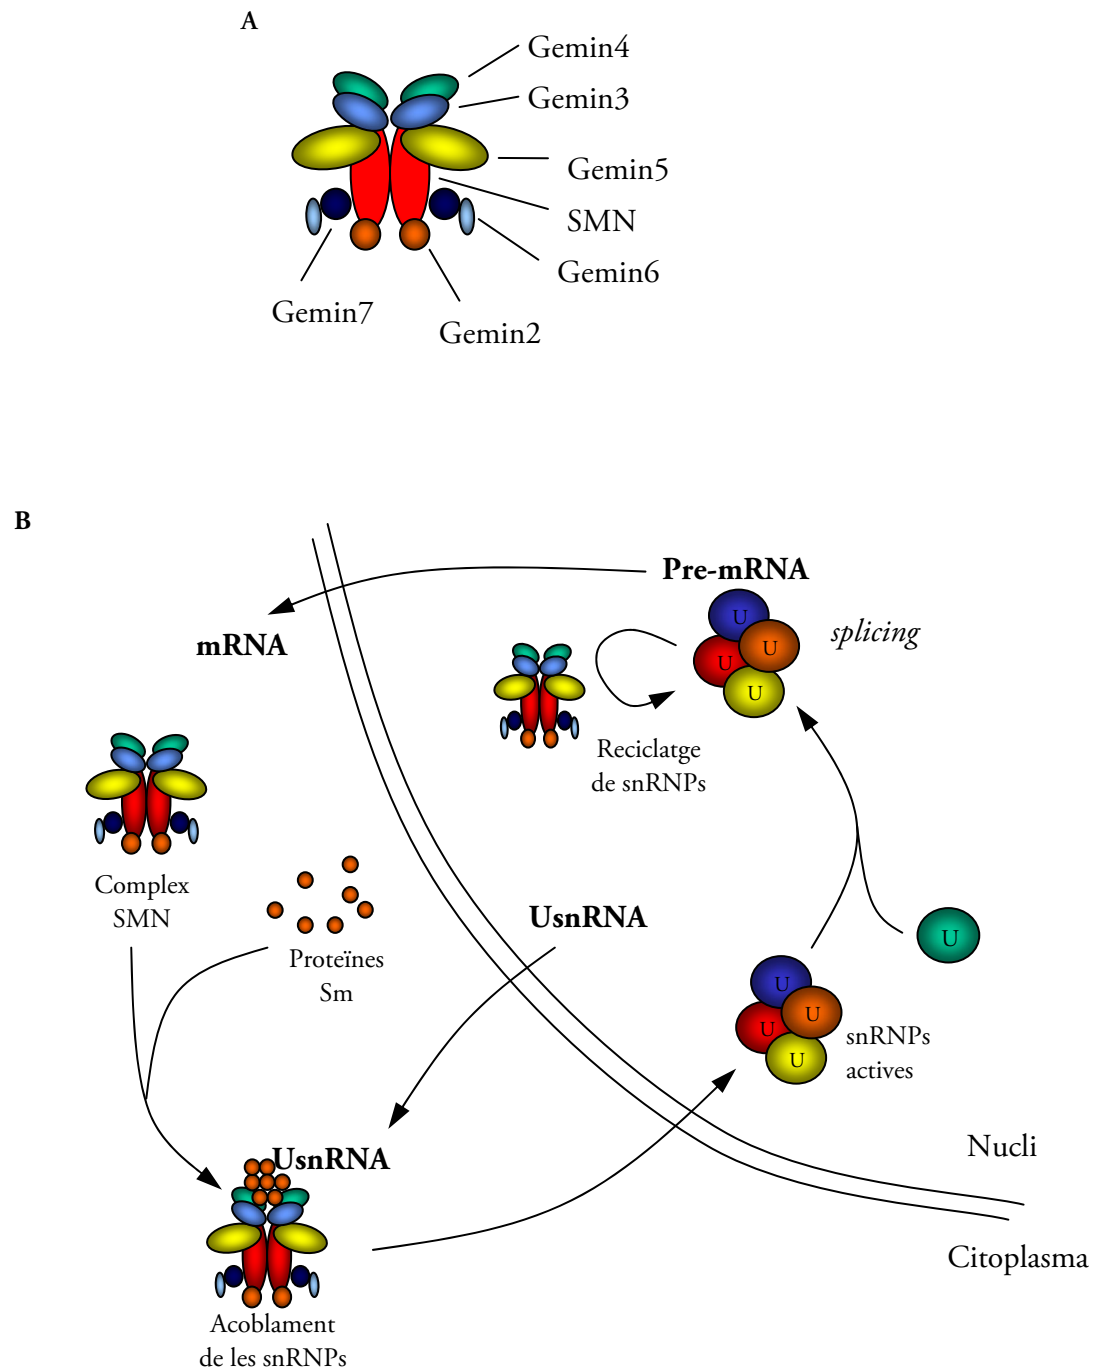 A
Gemin4
Gemin3
Gemin5
SMN
Gemin6
Gemin7
Gemin2
B
Pre-mRNA
mRNA
splicing
U
U
U
U
Reciclatge
de snRNPs
Complex
SMN
Proteïnes
Sm
UsnRNA
U
U
U
U
U
snRNPs
actives
Nucli
UsnRNA
Citoplasma
Acoblament
de les snRNPs